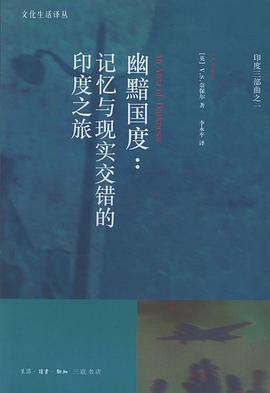 文化生活译丛
印度三部曲之一
[英] V.S.奈保尔 著
李永平 译
An Area of Darkness
幽黯国度：
记忆与现实交错的
印度之旅
生活·读书·新知 三联书店